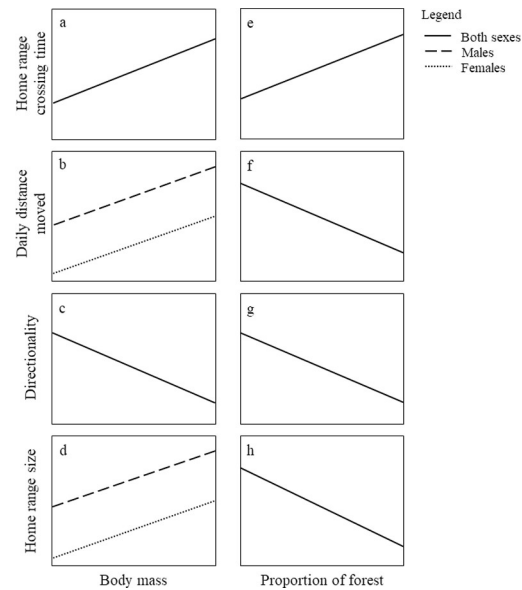 Legend
Both sexes
Males
Females
Home range
crossing time
a
e
Daily distance
moved
b
f
Directionality
c
g
Home range size
d
h
Body mass
Proportion of forest